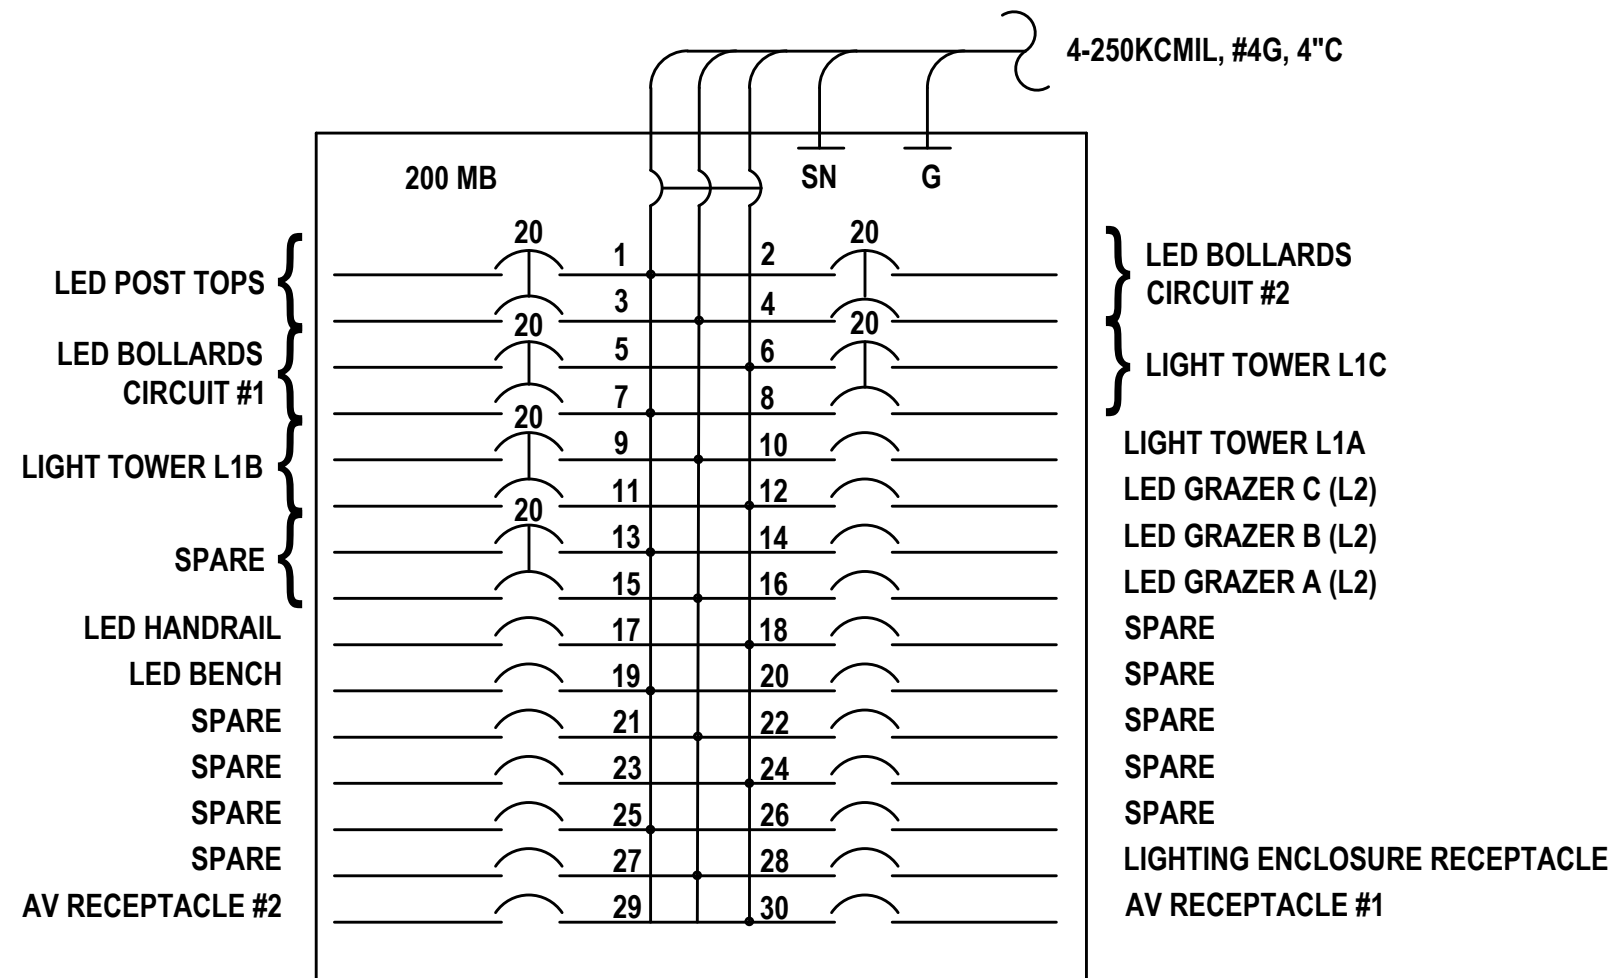 4-250KCMIL, #4G, 4"C
200 MB
SN
G
20
1
2
20
LED POST TOPS
LED BOLLARDS
CIRCUIT #2
3
4
20
20
LED BOLLARDS
CIRCUIT #1
5
6
LIGHT TOWER L1C
7
8
20
LIGHT TOWER L1B
9
10
LIGHT TOWER L1A
11
12
LED GRAZER C (L2)
20
SPARE
13
14
LED GRAZER B (L2)
15
16
LED GRAZER A (L2)
LED HANDRAIL
17
18
SPARE
LED BENCH
19
20
SPARE
SPARE
21
22
SPARE
SPARE
23
24
SPARE
SPARE
25
26
SPARE
SPARE
27
28
LIGHTING ENCLOSURE RECEPTACLE
AV RECEPTACLE #2
29
30
AV RECEPTACLE #1